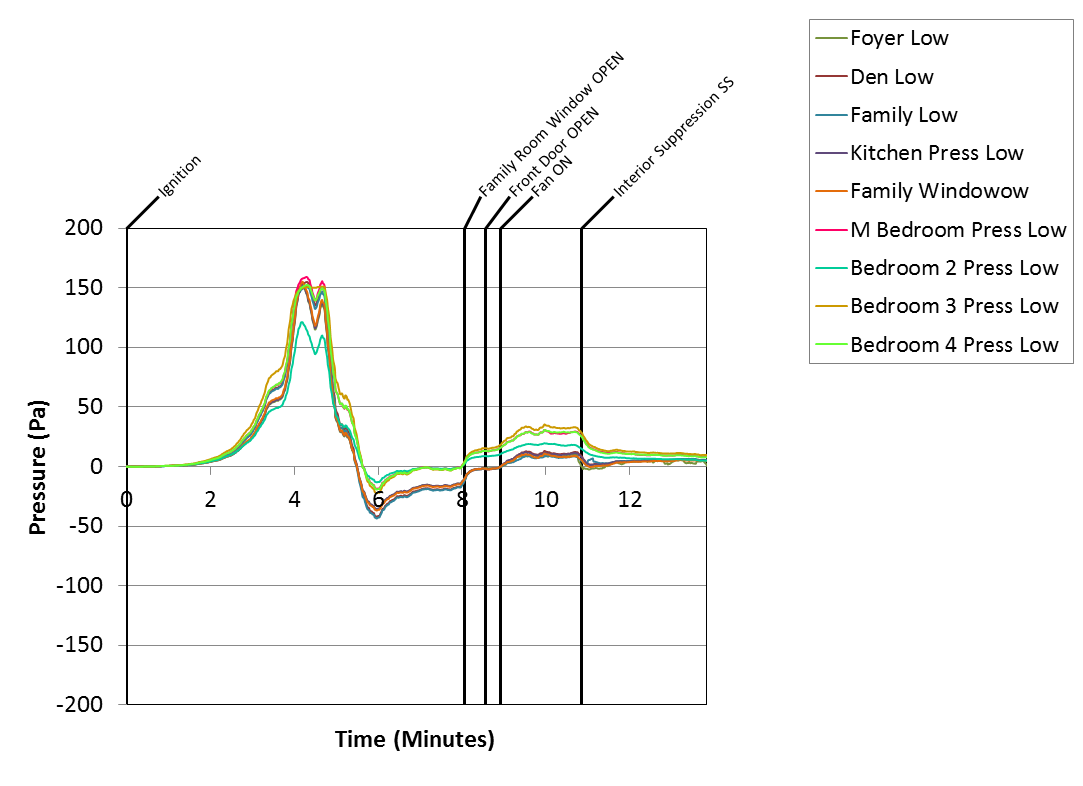 Foyer Low
Den Low
Family Low
Kitchen Press Low
Family Windowow
M Bedroom Press Low
Bedroom 2 Press Low
Bedroom 3 Press Low
Bedroom 4 Press Low
Ignition
Family Room Window OPEN
Front Door OPEN
Fan ON
Interior Suppression SS
Pressure (Pa)
200
150
100
50
0
-50
-100
-150
-200
0 2 4 6 8 10 12
Time (Minutes)